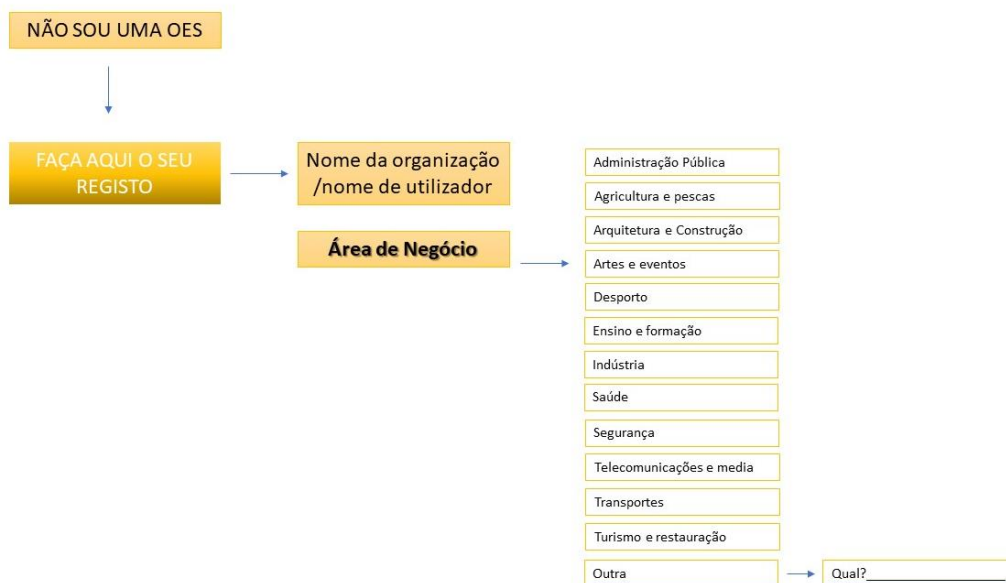 NÃO SOU UMA OES
FAÇA AQUI O SEU
REGISTO
Nome da organização
/nome de utilizador
Área de Negócio
Administração Pública
Agricultura e pescas
Arquitetura e Construção
Artes e eventos
Desporto
Ensino e formação
Indústria
Saúde
Segurança
Telecomunicações e media
Transportes
Turismo e restauração
Outra
Qual?____________________